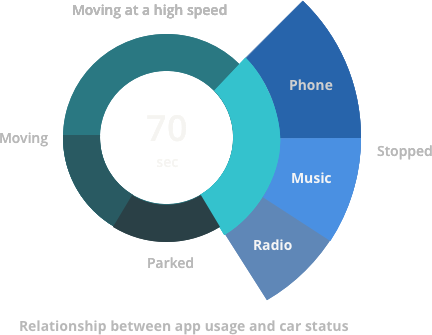 Moving at a high speed
Phone
70
Moving
Stopped
sec
Music
Radio
Parked
Relationship between app usage and car status